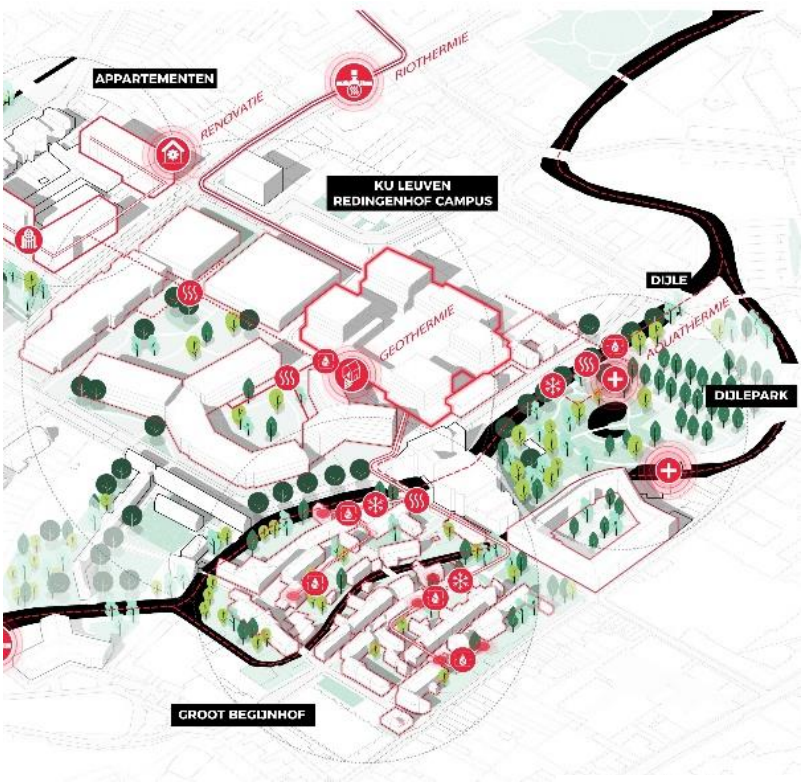 RIOTHERMIE
APPARTEMENTEN
RENOVATIE
KU LEUVEN
REDINGENHOF CAMPUS
DIJLE
GEOTHERMIE
AQUATHERMIE
DIJLEPARK
GROOT BEGIJNHOF